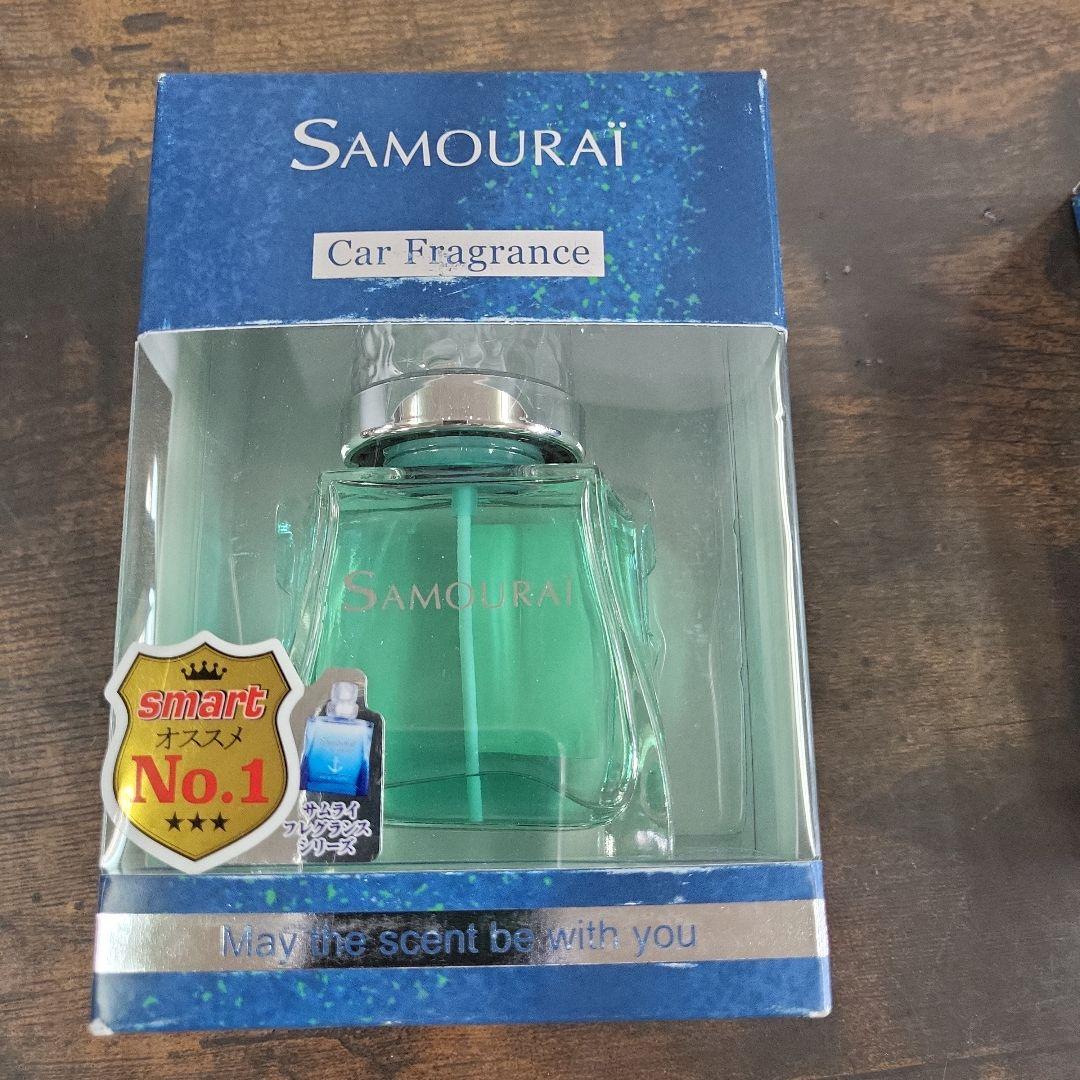 SAMOURAÏ
Car Fragrance
SAMOURAÏ
smart
オススメ
No.1
SAMOURAÏ
サムライ
フレグランス
シリーズ
May the scent be with you